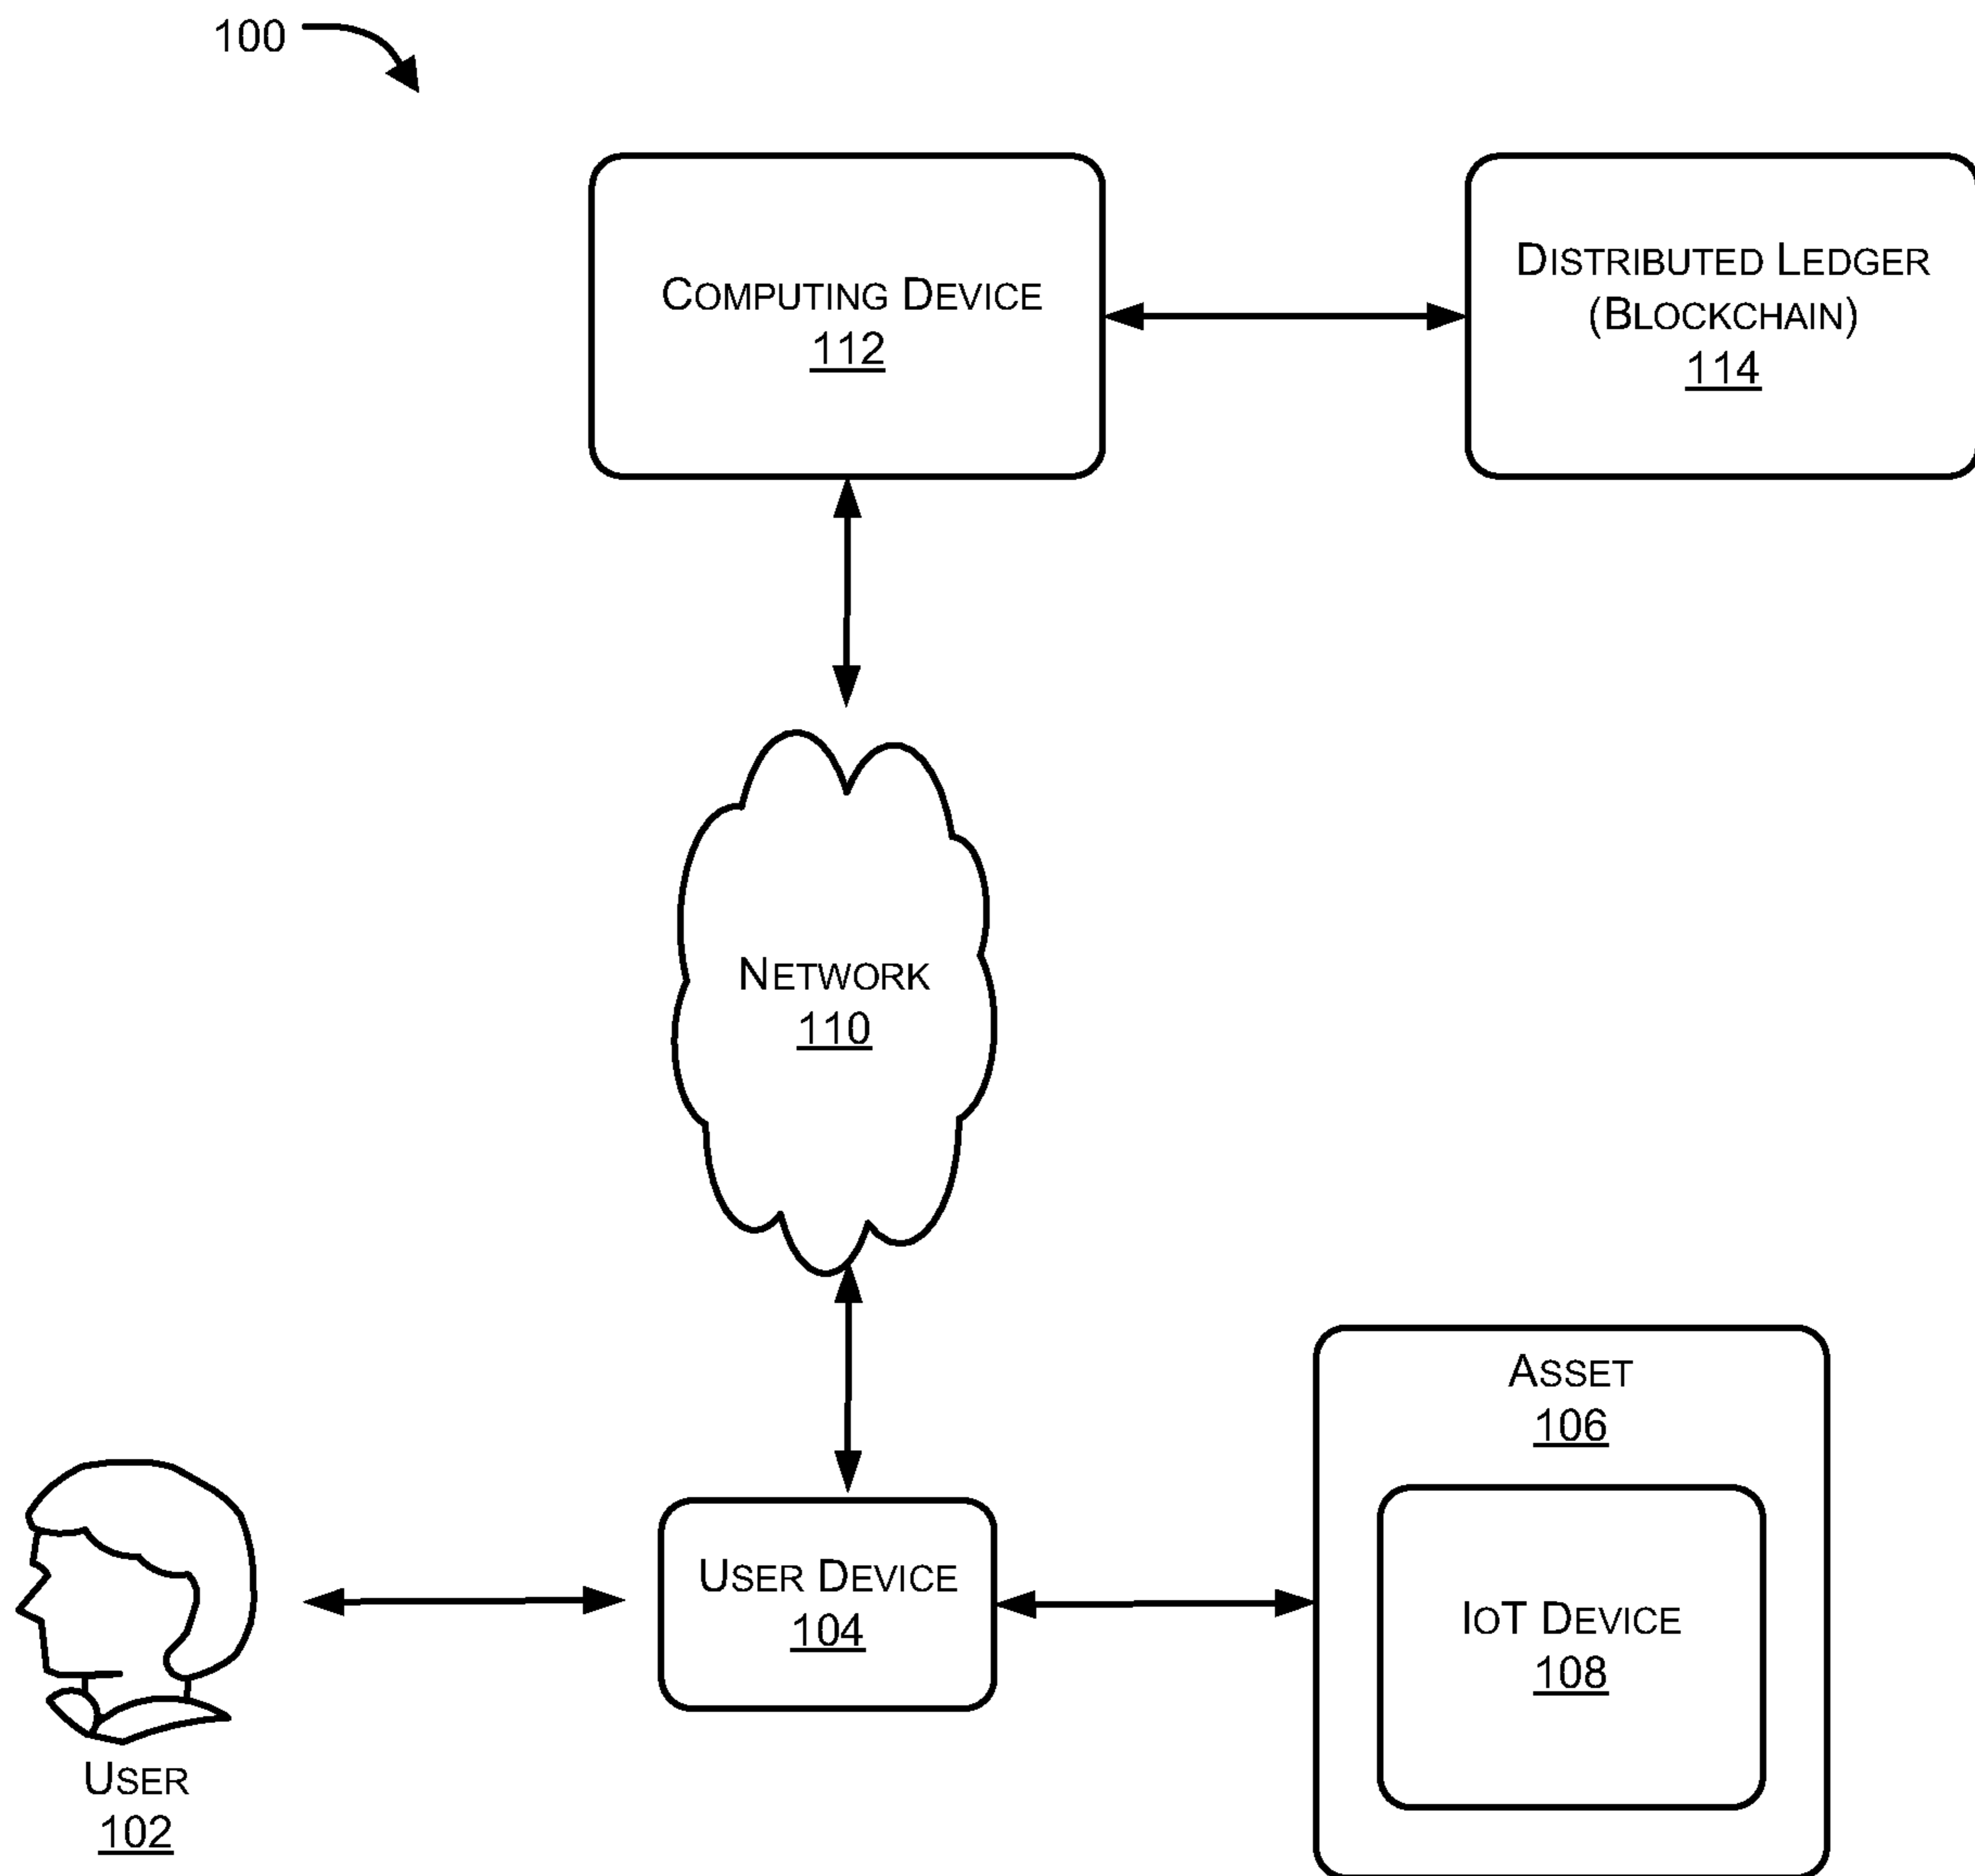 100
COMPUTING DEVICE
112
DISTRIBUTED LEDGER
(BLOCKCHAIN)
114
NETWORK
110
ASSET
106
USER DEVICE
104
IOT DEVICE
108
USER
102